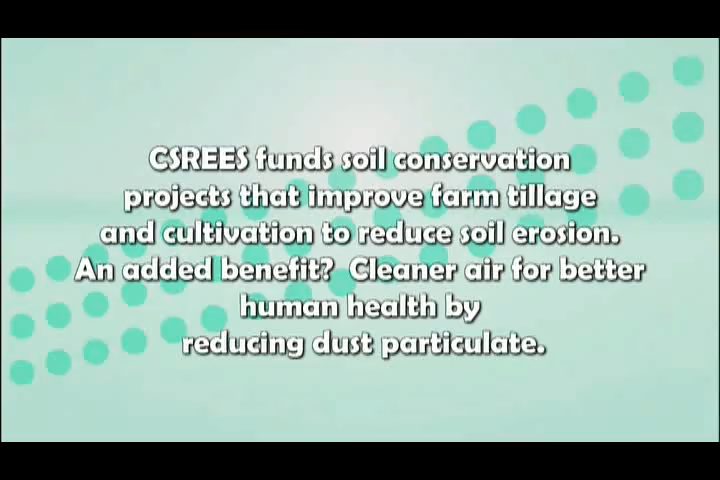 CSREES funds soil conservation
projects that improve farm tillage
and cultivation to reduce soil erosion.
An added benefit?  Cleaner air for better
human health by
reducing dust particulate.